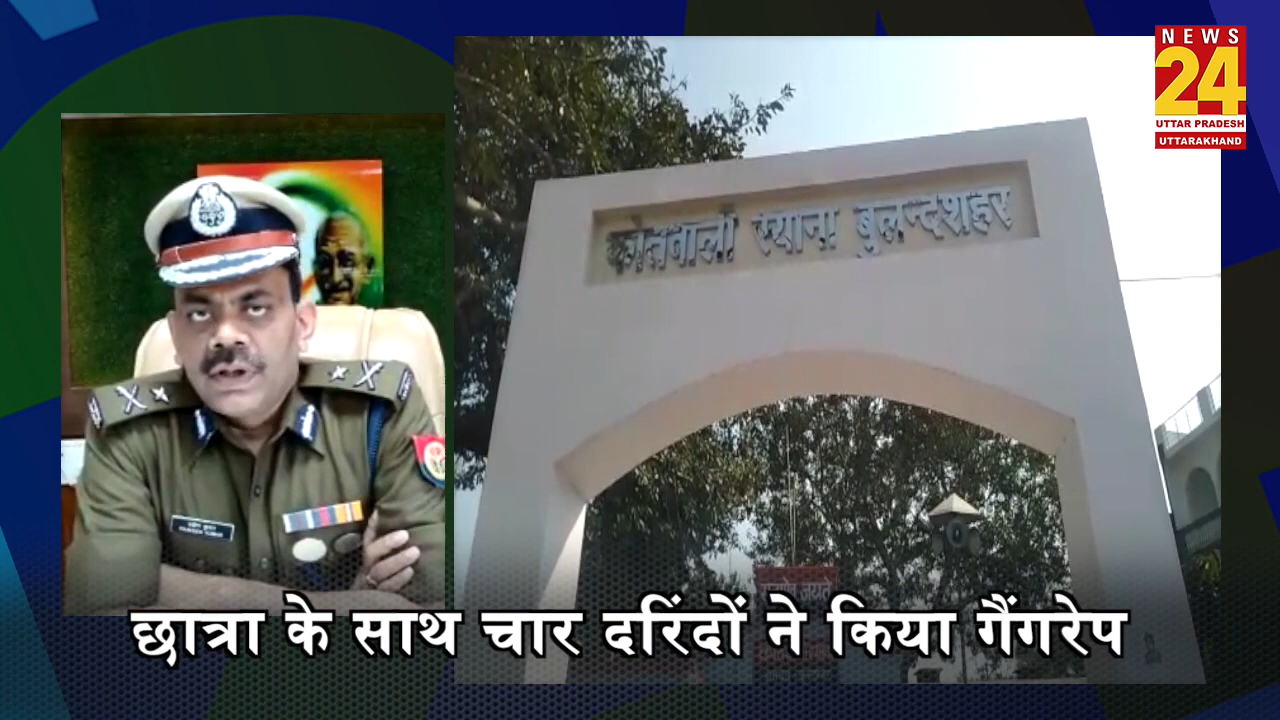 NEWS
24
UTTAR PRADESH
UTTARAKHAND
कोतवाली स्याना बुलन्दशहर
छात्रा के साथ चार दरिंदों ने किया गैंगरेप